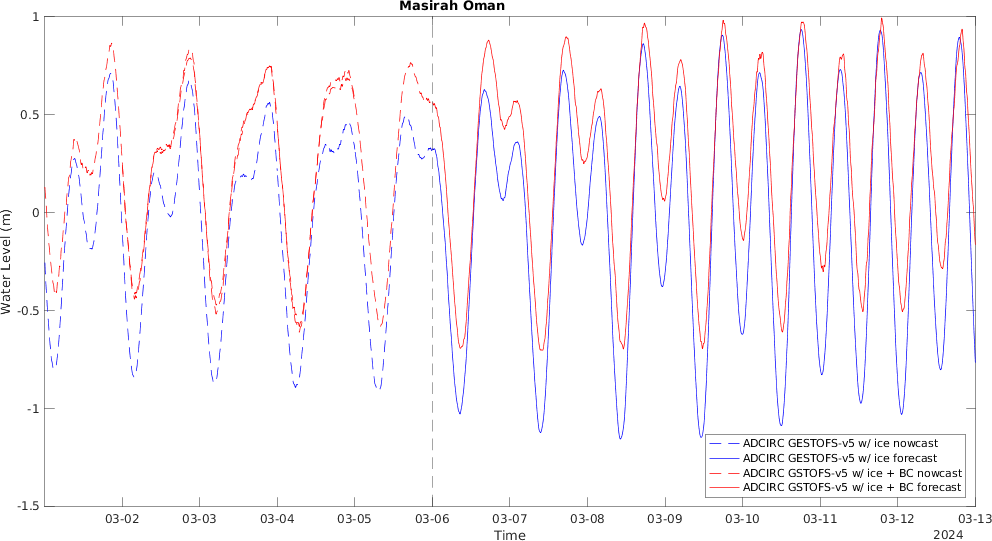 Masirah Oman
1
0.5
0
-0.5
-1
-1.5
Water Level (m)
ADCIRC GESTOFS-v5 w/ ice nowcast
ADCIRC GESTOFS-v5 w/ ice forecast
ADCIRC GSTOFS-v5 w/ ice + BC nowcast
ADCIRC GSTOFS-v5 w/ ice + BC forecast
03-02 03-03 03-04 03-05 03-06 03-07 03-08 03-09 03-10 03-11 03-12 03-13
Time
2024